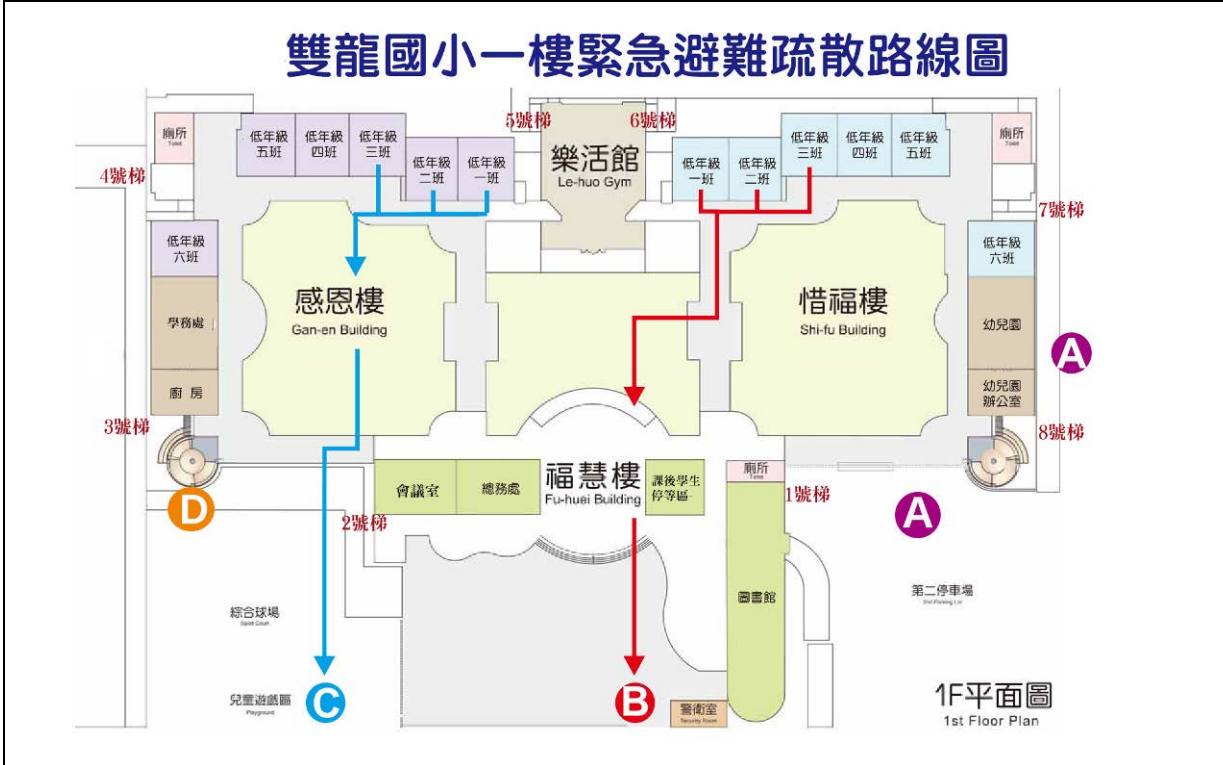 雙龍國小一樓緊急避難疏散路線圖
5號梯
6號梯
廁所
Toilet
低年級
五班
低年級
四班
低年級
三班
低年級
二班
低年級
一班
樂活館
Le-huo Gym
低年級
一班
低年級
二班
低年級
三班
低年級
四班
低年級
五班
廁所
Toilet
4號梯
7號梯
低年級
六班
低年級
六班
學務處
感恩樓
Gan-en Building
惜福樓
Shi-fu Building
幼兒園
A
廚房
幼兒園
辦公室
3號梯
8號梯
會議室
總務處
福慧樓
Fu-huei Building
課後學生
停等區
廁所
Toilet
D
2號梯
1號梯
A
圖書館
第二停車場
2nd Parking Lot
綜合球場
兒童遊戲區
Playground
C
B
警衛室
Security Room
1F平面圖
1st Floor Plan